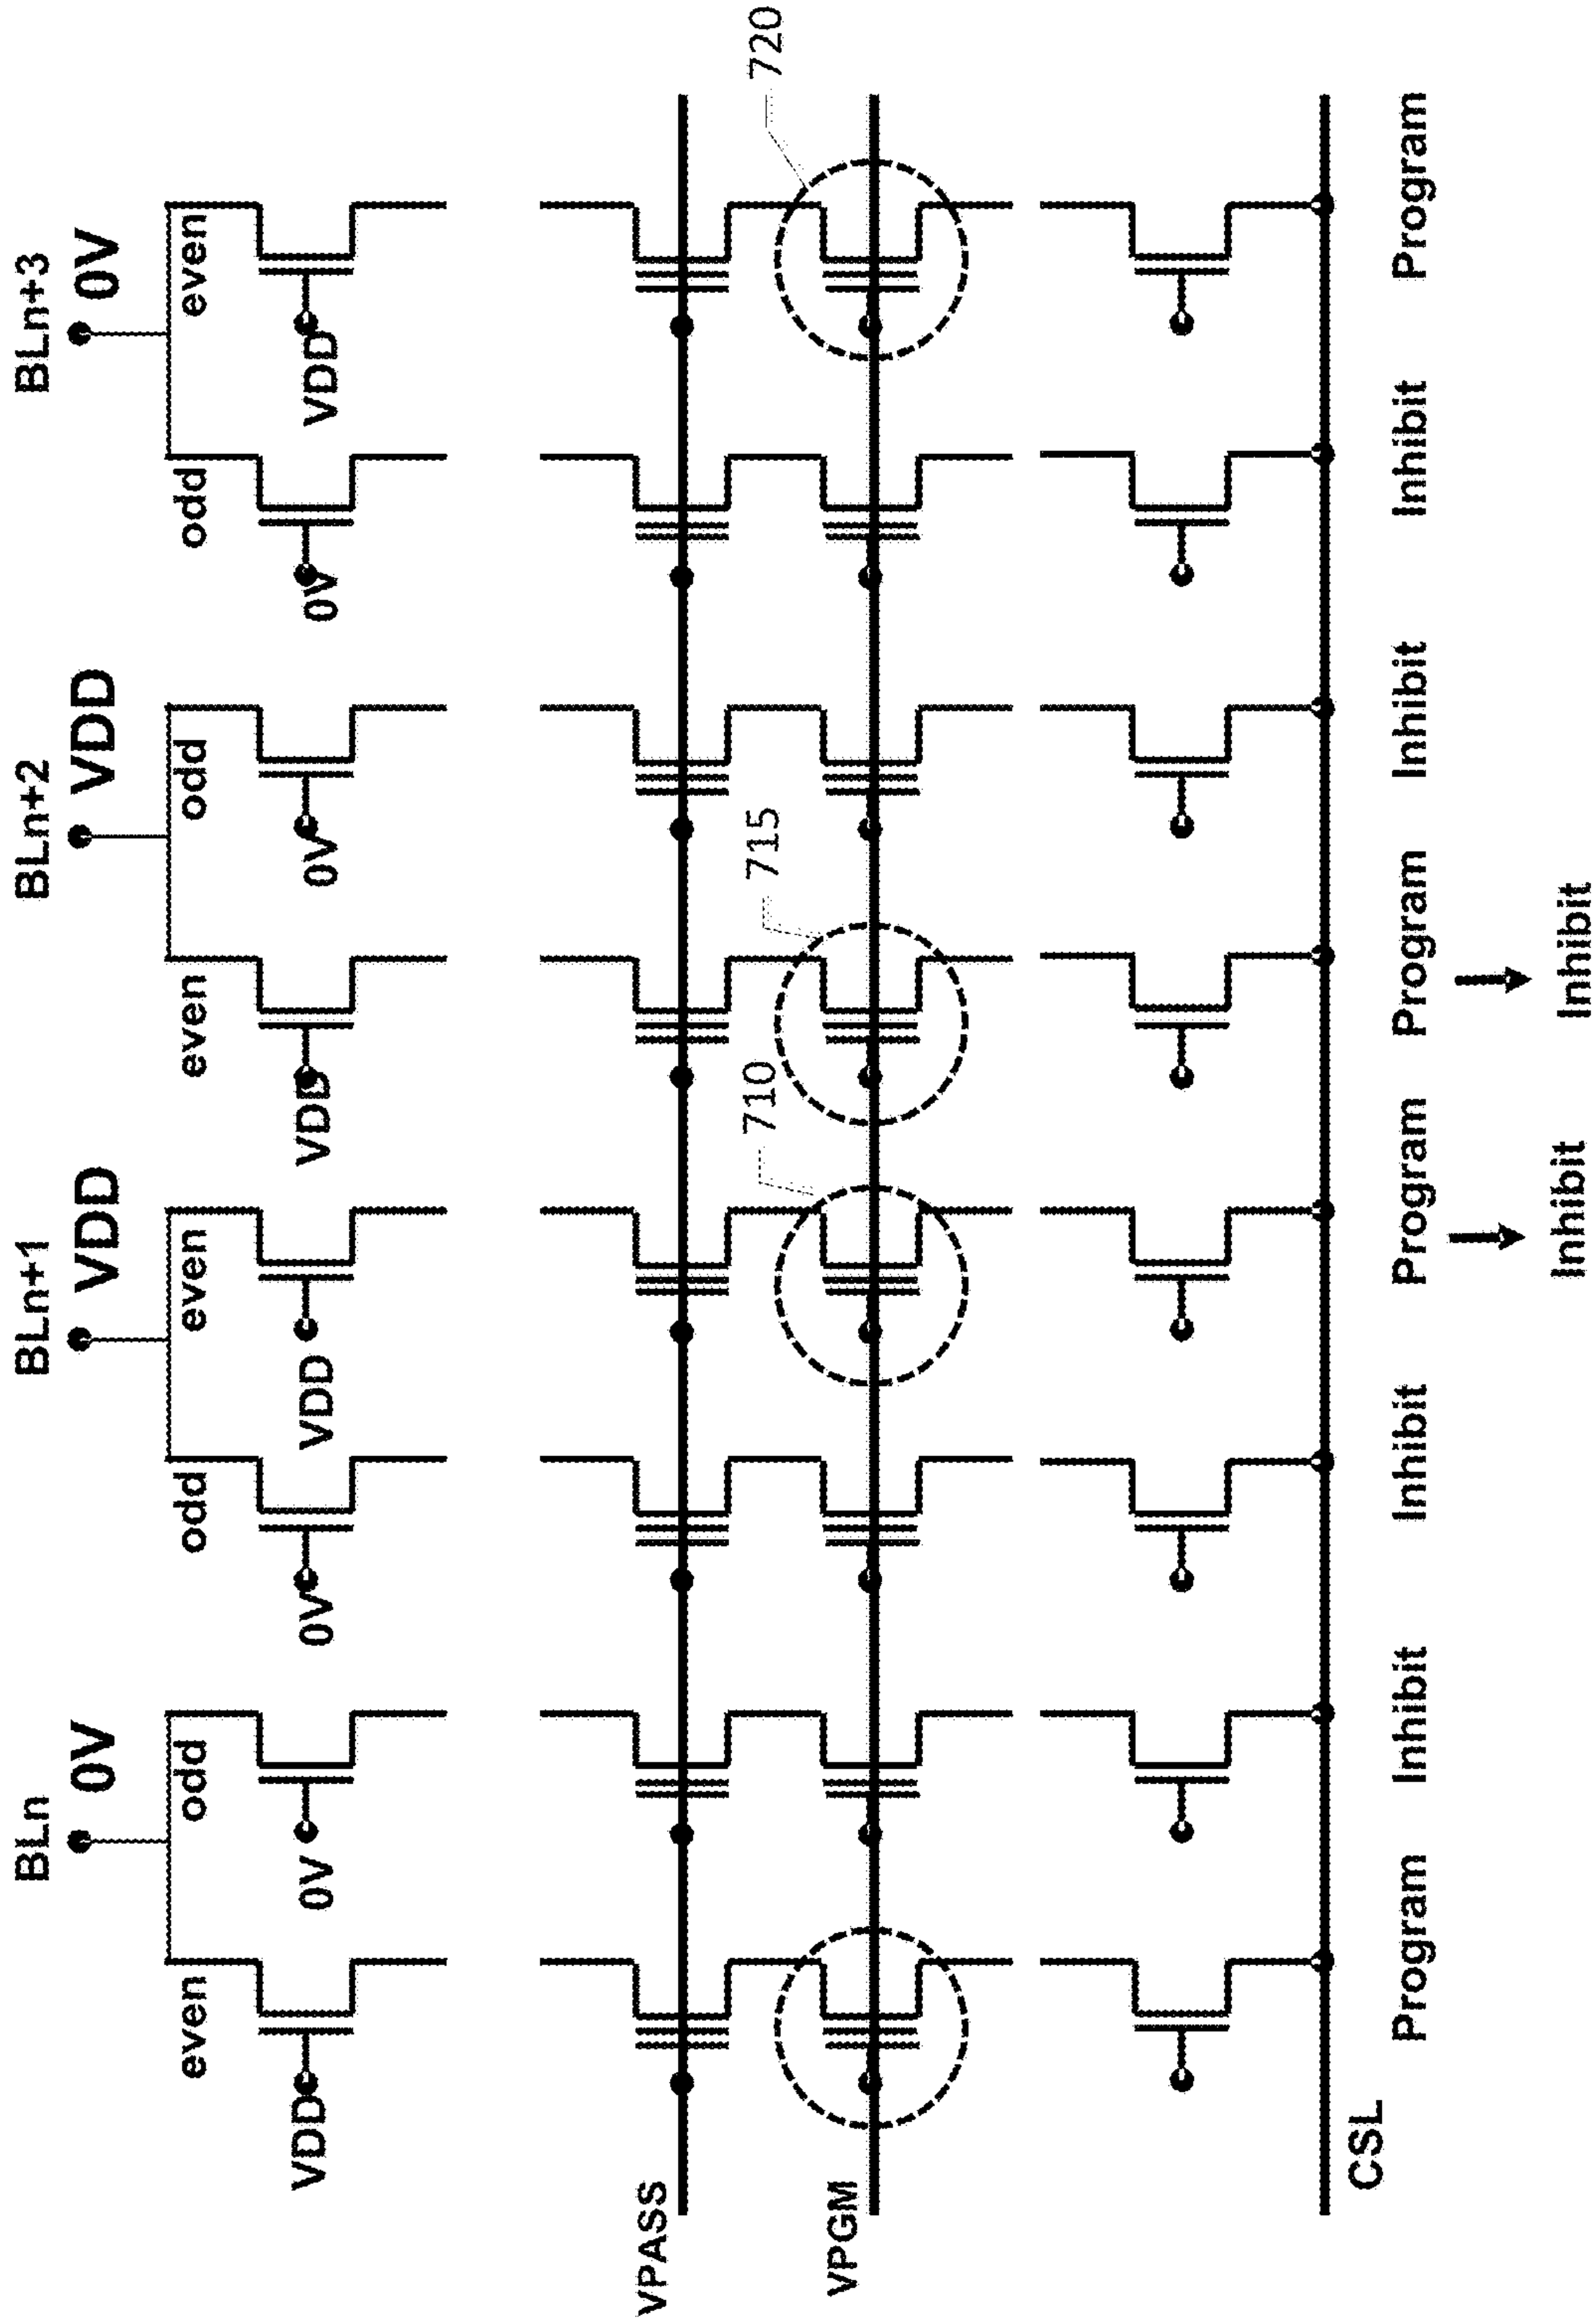 BLn BLn+1 BLn+2 BLn+3
0V VDD VDD 0V
even odd odd even even odd odd even
VDD 0V 0V VDD VDD 0V 0V VDD
VPASS
710 715 720
VPGM
CSL
Program Inhibit Inhibit Program Program Inhibit Inhibit Program
Inhibit Inhibit